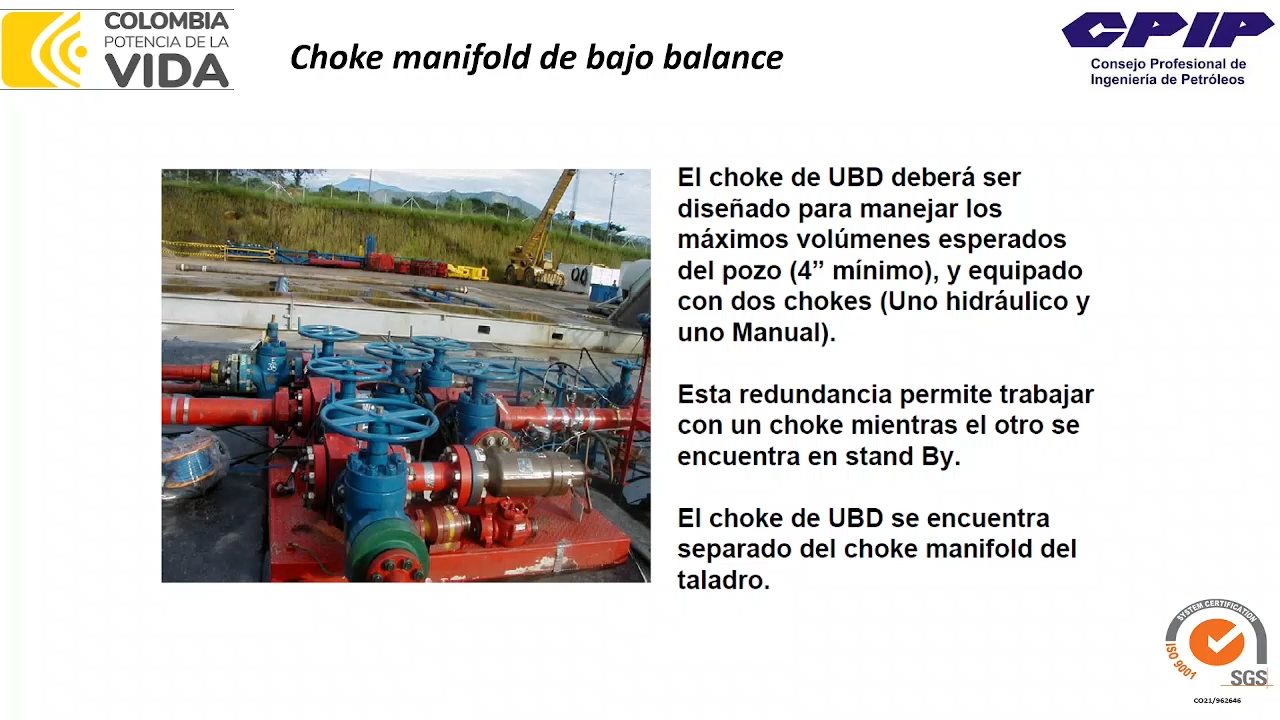 COLOMBIA
POTENCIA DE LA
VIDA
Choke manifold de bajo balance
CPIP
Consejo Profesional de
Ingeniería de Petróleos
El choke de UBD deberá ser
diseñado para manejar los
máximos volúmenes esperados
del pozo (4” mínimo), y equipado
con dos chokes (Uno hidráulico y
uno Manual).
Esta redundancia permite trabajar
con un choke mientras el otro se
encuentra en stand By.
El choke de UBD se encuentra
separado del choke manifold del
taladro.
SYSTEM CERTIFICATION
ISO 9001
SGS
CO21/962646